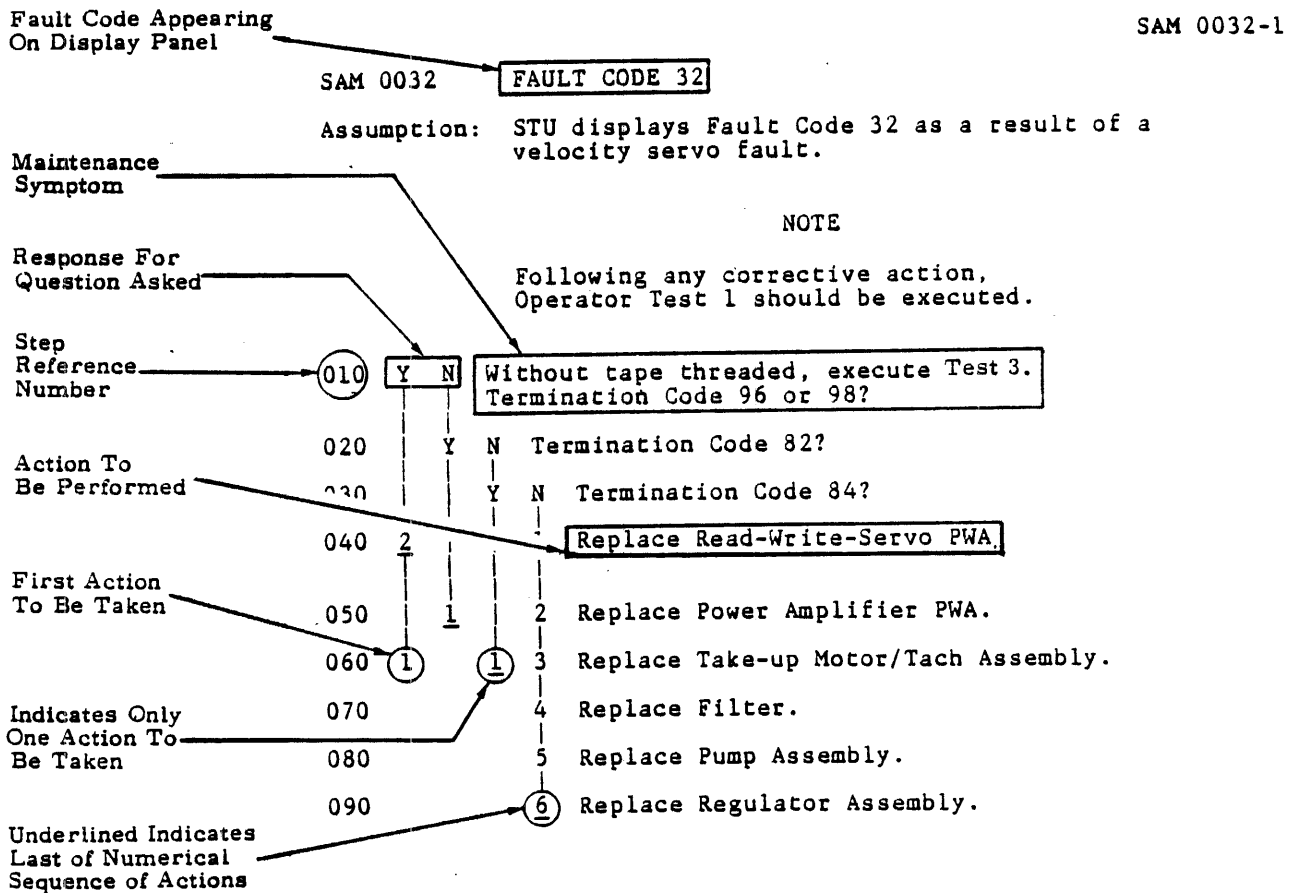 Fault Code Appearing
On Display Panel
SAM 0032-1
SAM 0032 FAULT CODE 32
Assumption: STU displays Fault Code 32 as a result of a
velocity servo fault.
Maintenance
Symptom
NOTE
Response For
Question Asked
Following any corrective action,
Operator Test 1 should be executed.
Step
Reference
Number
010 Y N Without tape threaded, execute Test 3.
Termination Code 96 or 98?
020 Y N Termination Code 82?
Action To
Be Performed
030 Y N Termination Code 84?
040 2 Replace Read-Write-Servo PWA.
First Action
To Be Taken
050 1 2 Replace Power Amplifier PWA.
060 1 1 3 Replace Take-up Motor/Tach Assembly.
Indicates Only
One Action To
Be Taken
070 4 Replace Filter.
080 5 Replace Pump Assembly.
090 6 Replace Regulator Assembly.
Underlined Indicates
Last of Numerical
Sequence of Actions